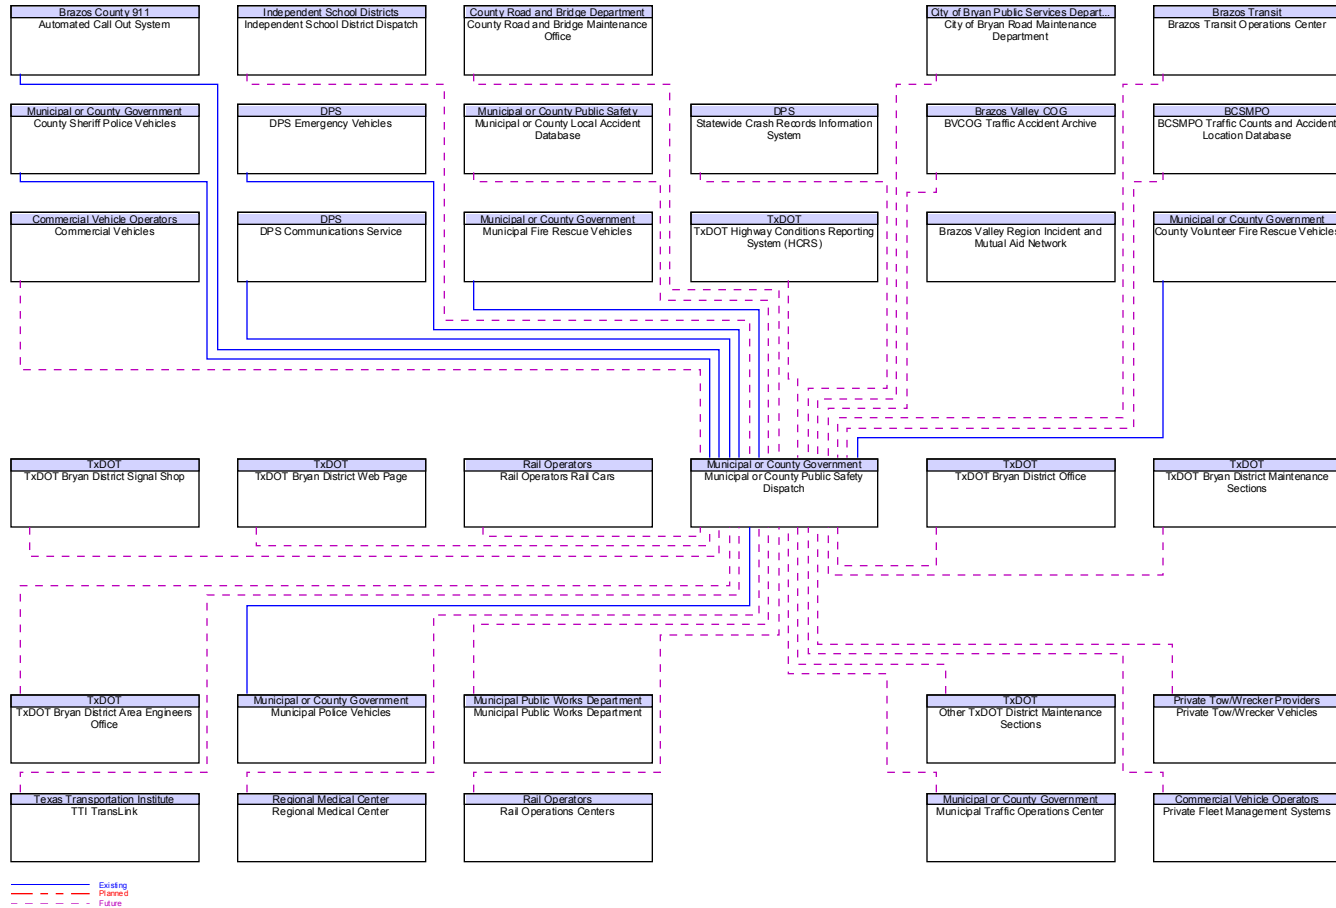 Brazos County 911
Automated Call Out System
Independent School Districts
Independent School District Dispatch
County Road and Bridge Department
County Road and Bridge Maintenance
Office
City of Bryan Public Services Depart...
City of Bryan Road Maintenance
Department
Brazos Transit
Brazos Transit Operations Center
Municipal or County Government
County Sheriff Police Vehicles
DPS
DPS Emergency Vehicles
Municipal or County Public Safety
Municipal or County Local Accident
Database
DPS
Statewide Crash Records Information
System
Brazos Valley COG
BVCOG Traffic Accident Archive
BCSMPO
BCSMPO Traffic Counts and Accident
Location Database
Commercial Vehicle Operators
Commercial Vehicles
DPS
DPS Communications Service
Municipal or County Government
Municipal Fire Rescue Vehicles
TxDOT
TxDOT Highway Conditions Reporting
System (HCRS)
Brazos Valley Region Incident and
Mutual Aid Network
Municipal or County Government
County Volunteer Fire Rescue Vehicles
TxDOT
TxDOT Bryan District Signal Shop
TxDOT
TxDOT Bryan District Web Page
Rail Operators
Rail Operators Rail Cars
Municipal or County Government
Municipal or County Public Safety
Dispatch
TxDOT
TxDOT Bryan District Office
TxDOT
TxDOT Bryan District Maintenance
Sections
TxDOT
TxDOT Bryan District Area Engineers
Office
Municipal or County Government
Municipal Police Vehicles
Municipal Public Works Department
Municipal Public Works Department
TxDOT
Other TxDOT District Maintenance
Sections
Private Tow/Wrecker Providers
Private Tow/Wrecker Vehicles
Texas Transportation Institute
TTI TransLink
Regional Medical Center
Regional Medical Center
Rail Operators
Rail Operations Centers
Municipal or County Government
Municipal Traffic Operations Center
Commercial Vehicle Operators
Private Fleet Management Systems
Existing
Planned
Future